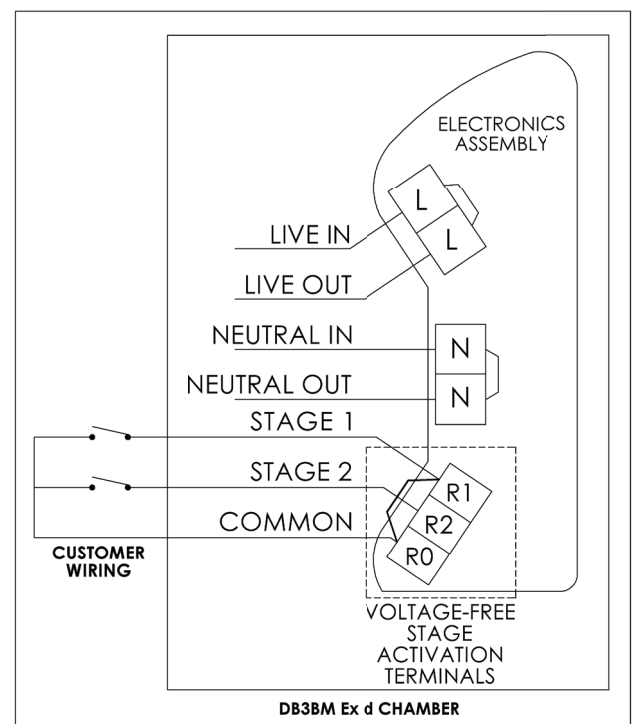 ELECTRONICS
ASSEMBLY
L
L
LIVE IN
LIVE OUT
NEUTRAL IN
N
NEUTRAL OUT
N
STAGE 1
STAGE 2
R1
R2
COMMON
R0
CUSTOMER
WIRING
VOLTAGE-FREE
STAGE
ACTIVATION
TERMINALS
DB3BM Ex d CHAMBER